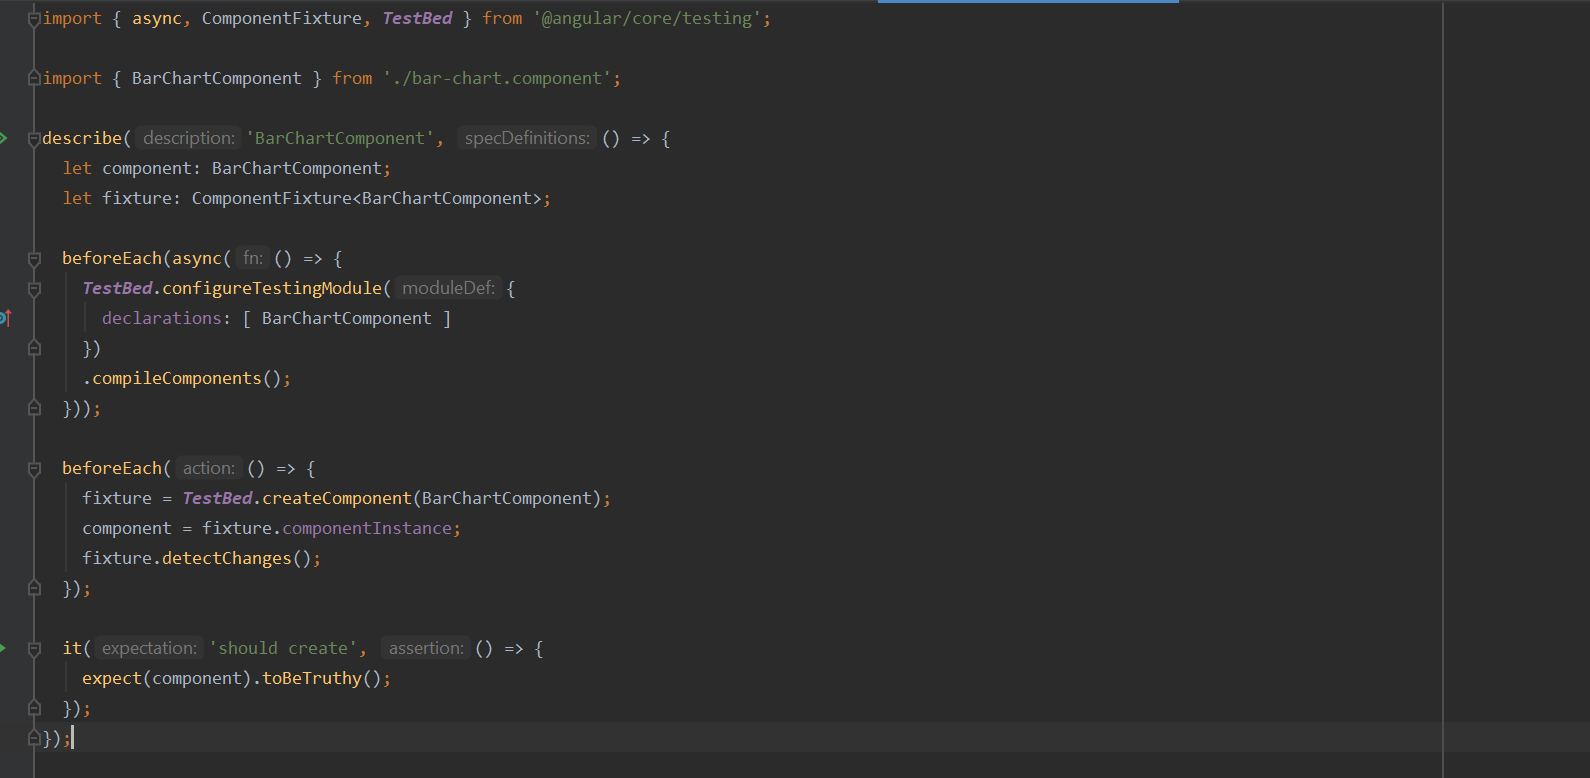 import { async, ComponentFixture, TestBed } from '@angular/core/testing';
import { BarChartComponent } from './bar-chart.component';
describe( description: 'BarChartComponent', specDefinitions: () => {
let component: BarChartComponent;
let fixture: ComponentFixture<BarChartComponent>;
beforeEach(async( fn: () => {
TestBed.configureTestingModule( moduleDef: {
declarations: [ BarChartComponent ]
})
.compileComponents();
}));
beforeEach( action: () => {
fixture = TestBed.createComponent(BarChartComponent);
component = fixture.componentInstance;
fixture.detectChanges();
});
it( expectation: 'should create', assertion: () => {
expect(component).toBeTruthy();
});
});